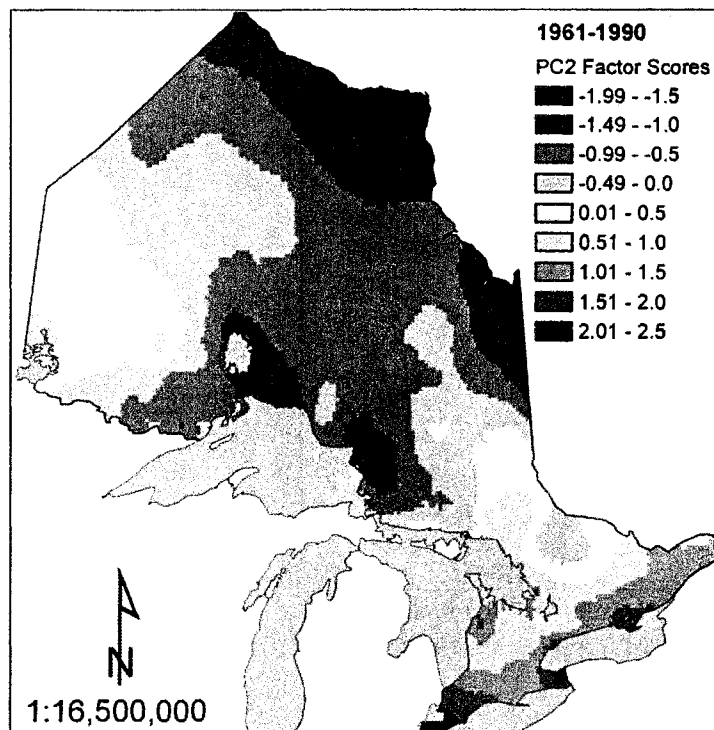 1961-1990
PC2 Factor Scores
-1.99 - -1.5
-1.49 - -1.0
-0.99 - -0.5
-0.49 - 0.0
0.01 - 0.5
0.51 - 1.0
1.01 - 1.5
1.51 - 2.0
2.01 - 2.5
N
1:16,500,000